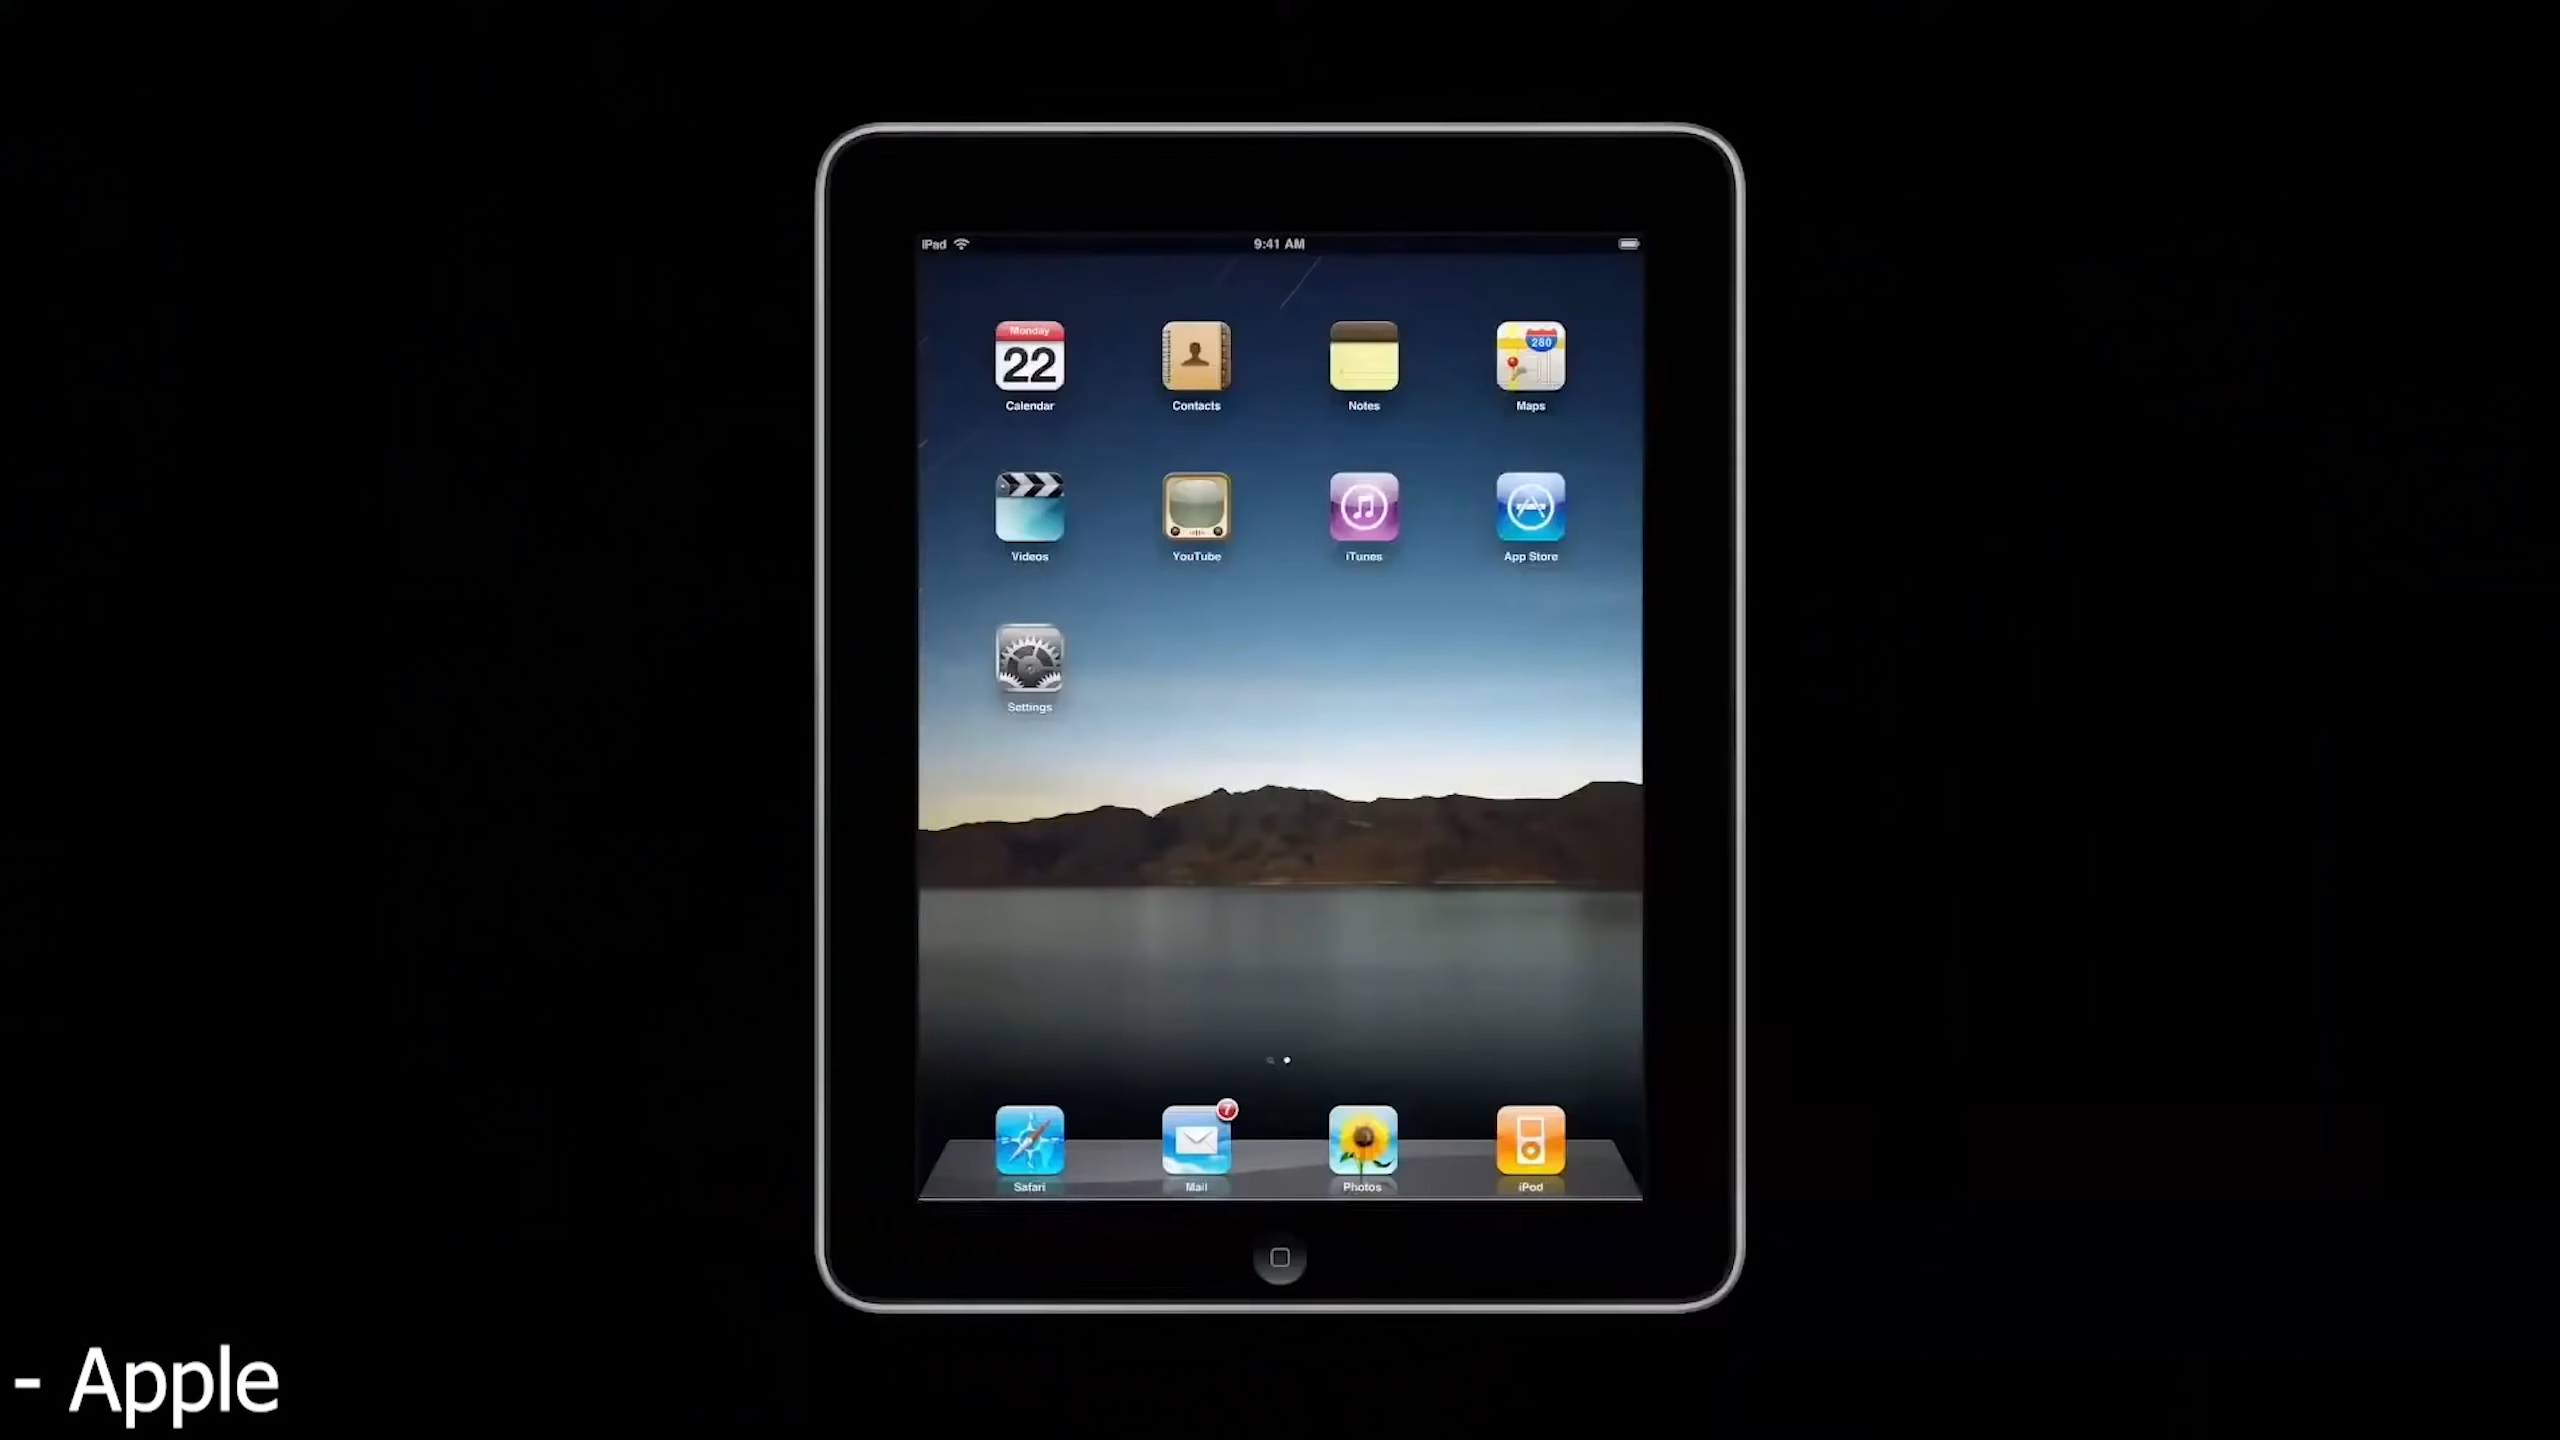 iPad
9:41 AM
Monday
22
280
Calendar
Contacts
Notes
Maps
Videos
YouTube
iTunes
App Store
Settings
7
Safari
Mail
Photos
iPod
- Apple